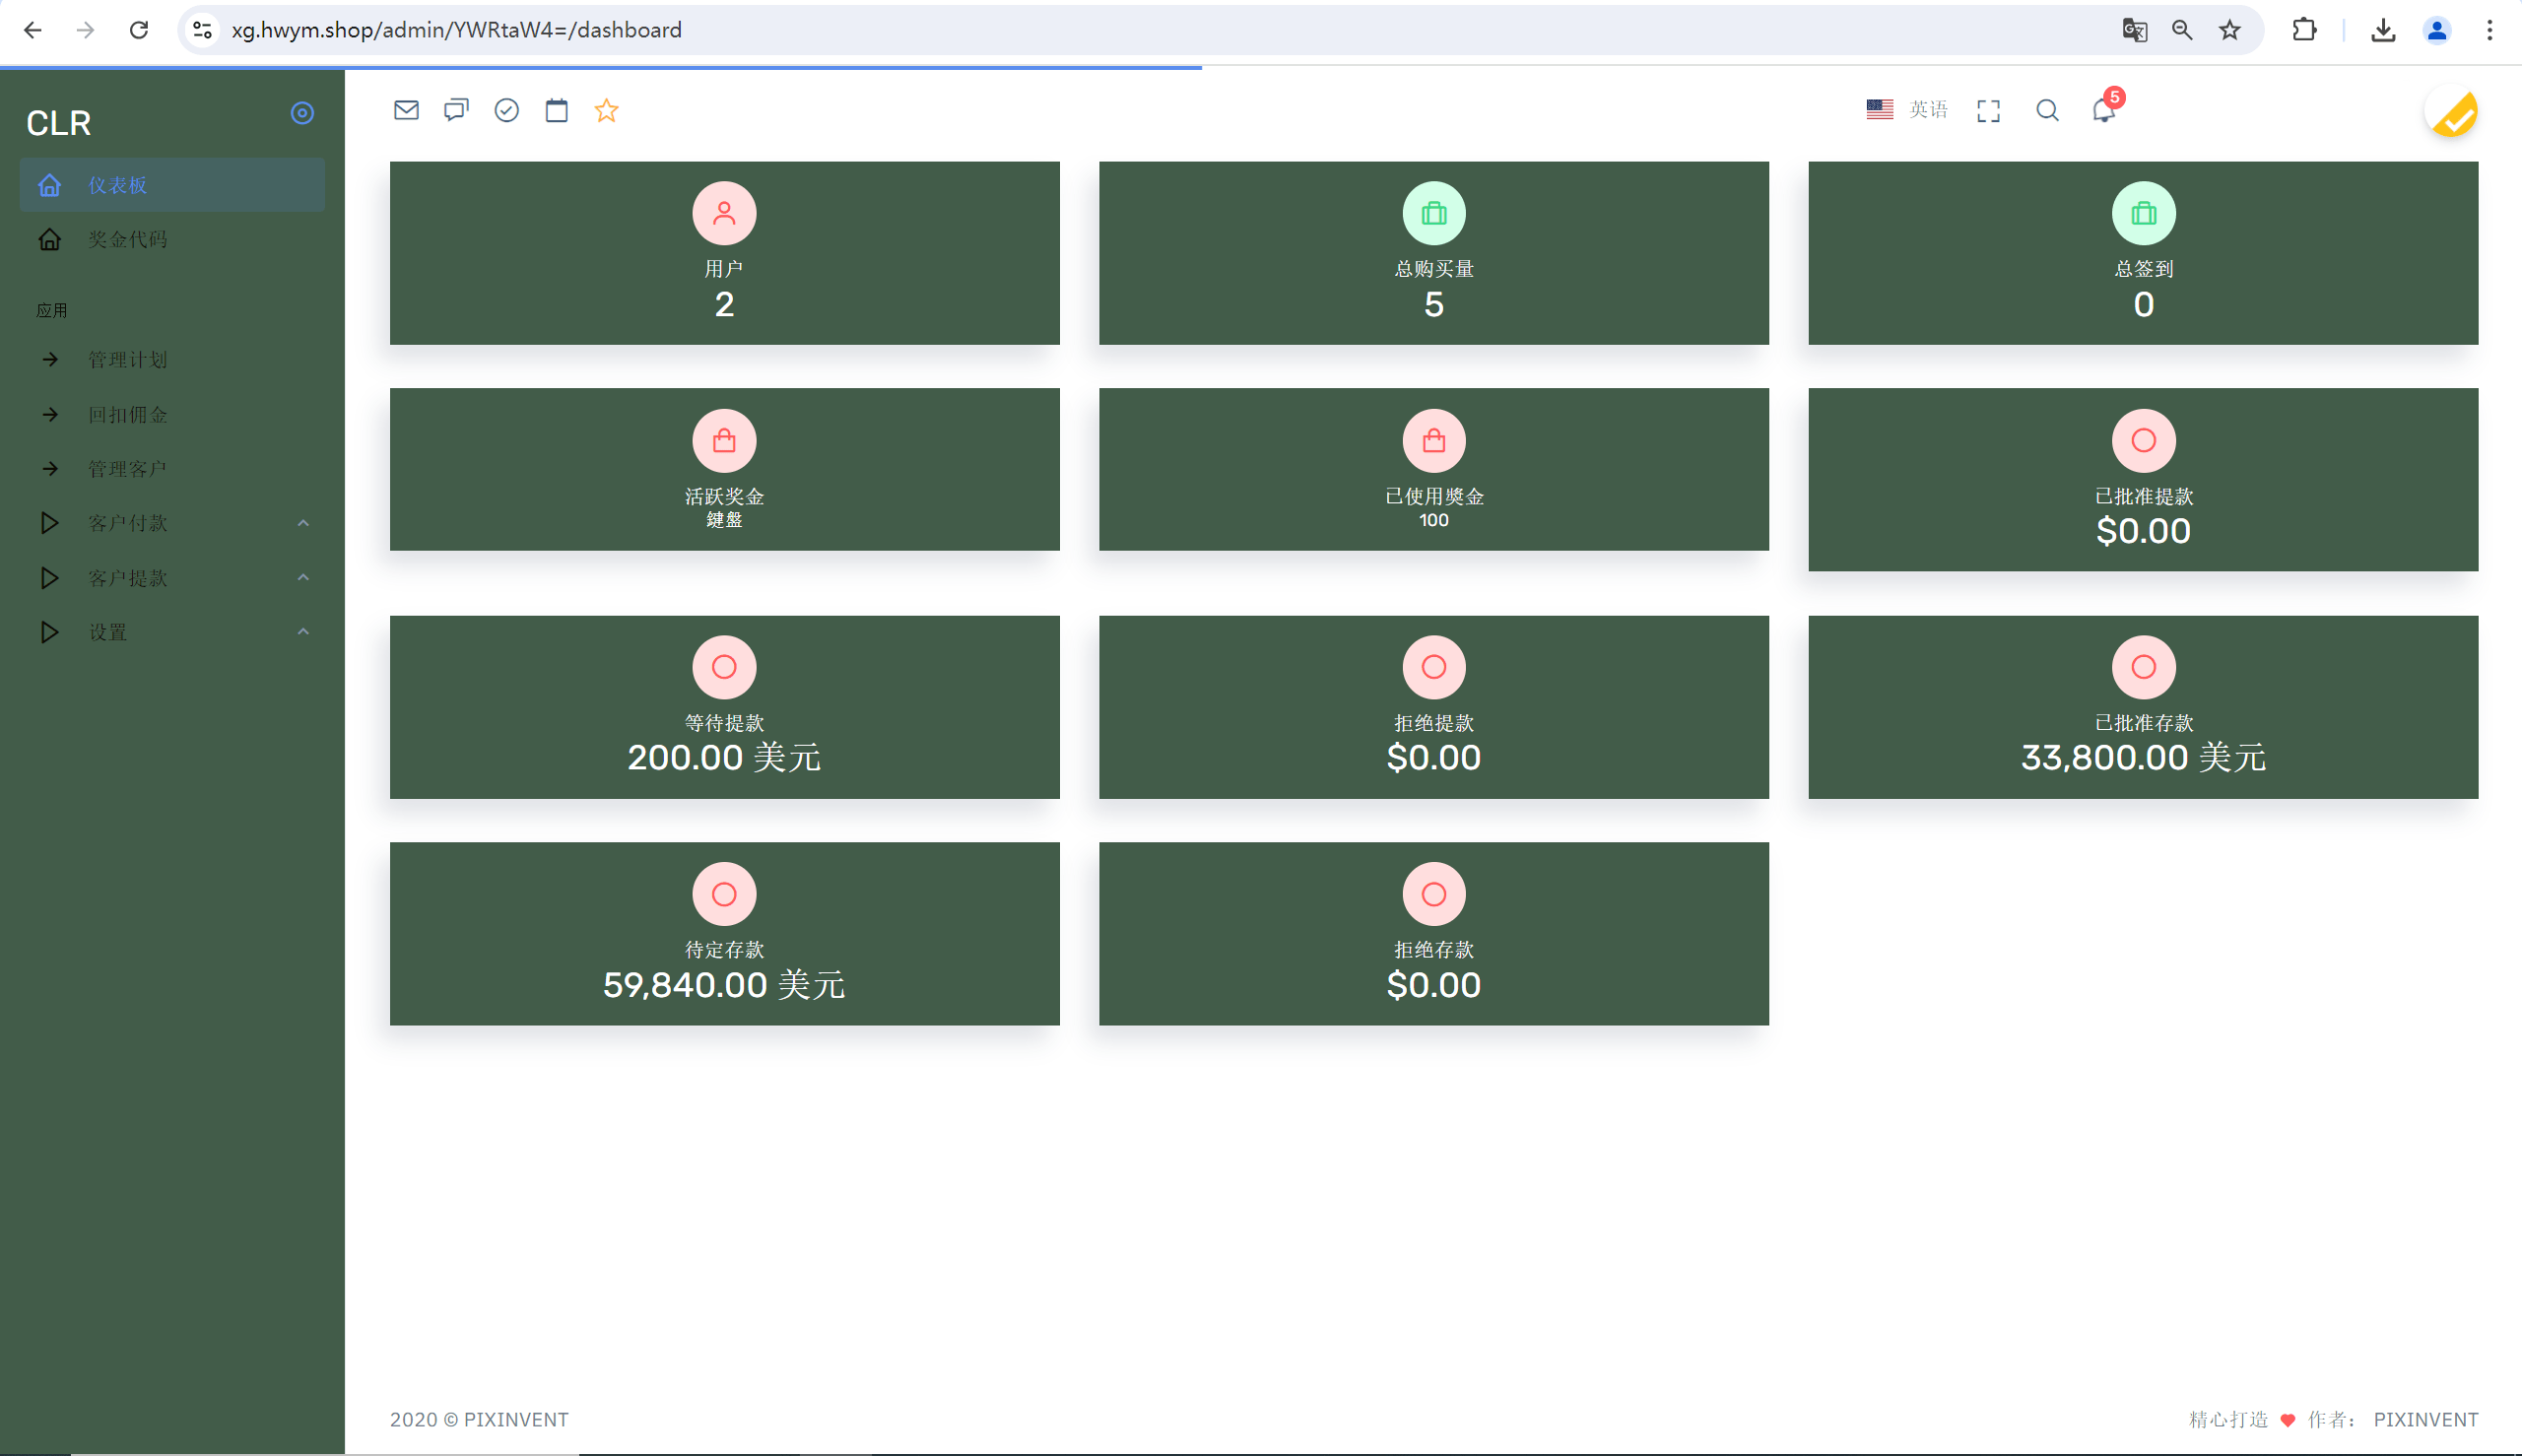 xg.hwym.shop/admin/YWRtaW4=/dashboard
CLR
英语
5
仪表板
奖金代码
应用
管理计划
回扣佣金
管理客户
客户付款
客户提款
设置
用户
2
总购买量
5
总签到
0
活跃奖金
鍵盤
已使用獎金
100
已批准提款
$0.00
等待提款
200.00 美元
拒绝提款
$0.00
已批准存款
33,800.00 美元
待定存款
59,840.00 美元
拒绝存款
$0.00
2020 © PIXINVENT
精心打造 ♥ 作者： PIXINVENT